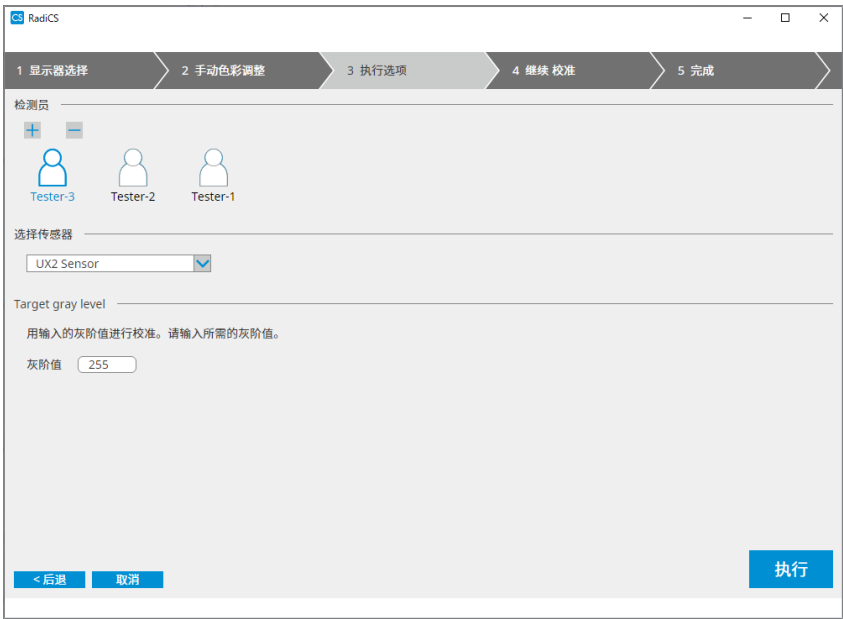 CS RadiCS
1 显示器选择 2 手动色彩调整 3 执行选项 4 继续 校准 5 完成
检测员
Tester-3 Tester-2 Tester-1
选择传感器
UX2 Sensor
Target gray level
用输入的灰阶值进行校准。请输入所需的灰阶值。
灰阶值 255
<后退 取消 执行